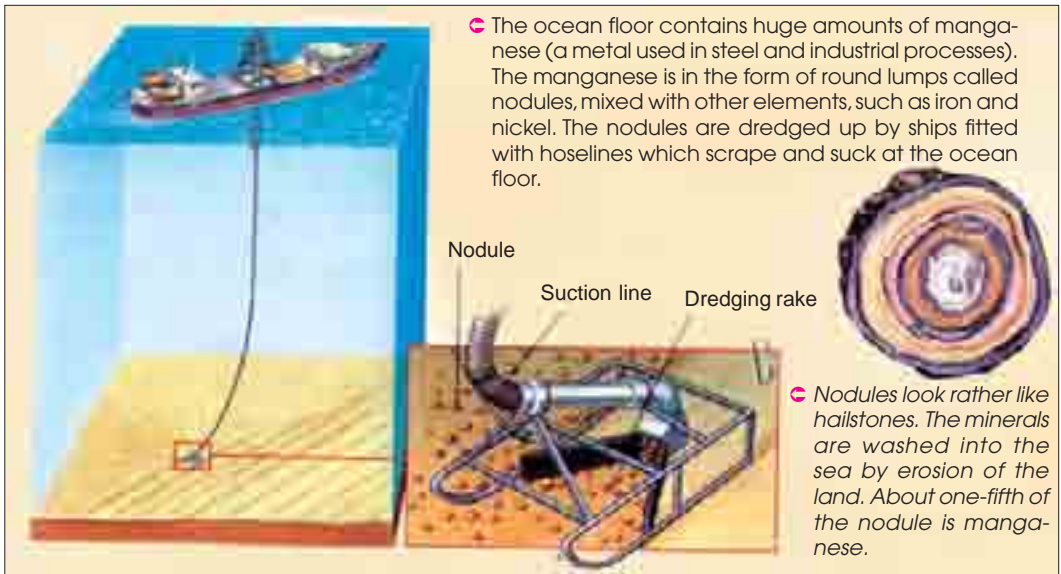 The ocean floor contains huge amounts of manga-
nese (a metal used in steel and industrial processes).
The manganese is in the form of round lumps called
nodules, mixed with other elements, such as iron and
nickel. The nodules are dredged up by ships fitted
with hoselines which scrape and suck at the ocean
floor.
Nodule
Suction line
Dredging rake
Nodules look rather like
hailstones. The minerals
are washed into the
sea by erosion of the
land. About one-fifth of
the nodule is manga-
nese.